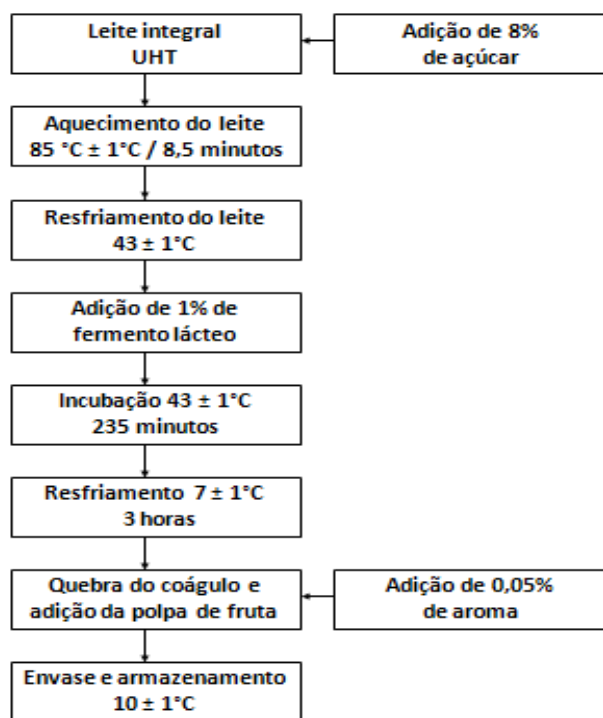 Leite integral
UHT
Adição de 8%
de açúcar
Aquecimento do leite
85 °C ± 1°C / 8,5 minutos
Resfriamento do leite
43 ± 1°C
Adição de 1% de
fermento lácteo
Incubação 43 ± 1°C
235 minutos
Resfriamento 7 ± 1°C
3 horas
Quebra do coágulo e
adição da polpa de fruta
Adição de 0,05%
de aroma
Envase e armazenamento
10 ± 1°C